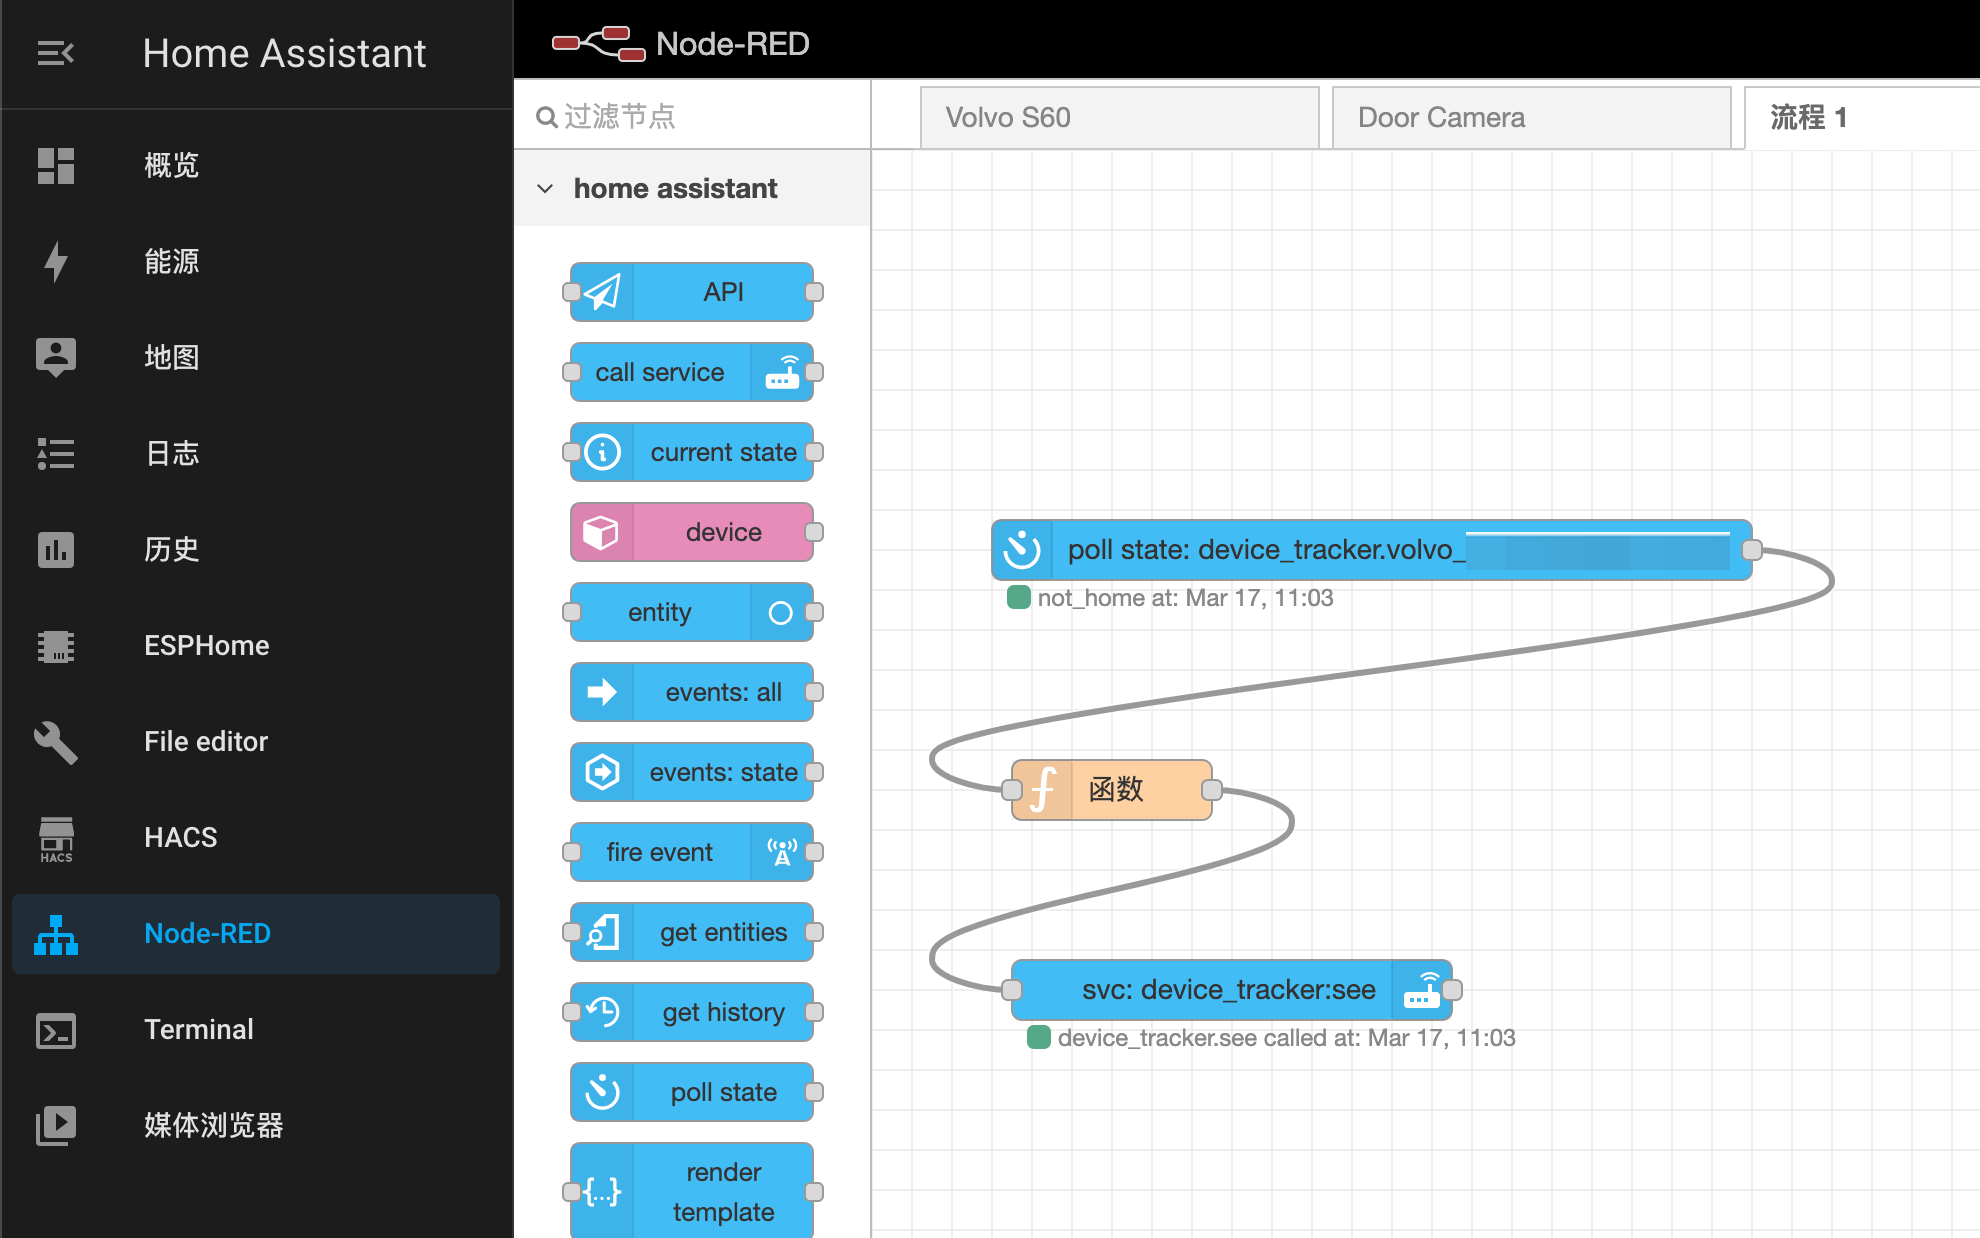 Home Assistant
概览
能源
地图
日志
历史
ESPHome
File editor
HACS
HACS
Node-RED
Terminal
媒体浏览器
Node-RED
过滤节点
home assistant
API
call service
current state
device
entity
events: all
events: state
fire event
get entities
get history
poll state
render
template
Volvo S60
Door Camera
流程 1
poll state: device_tracker.volvo_
not_home at: Mar 17, 11:03
函数
svc: device_tracker:see
device_tracker.see called at: Mar 17, 11:03